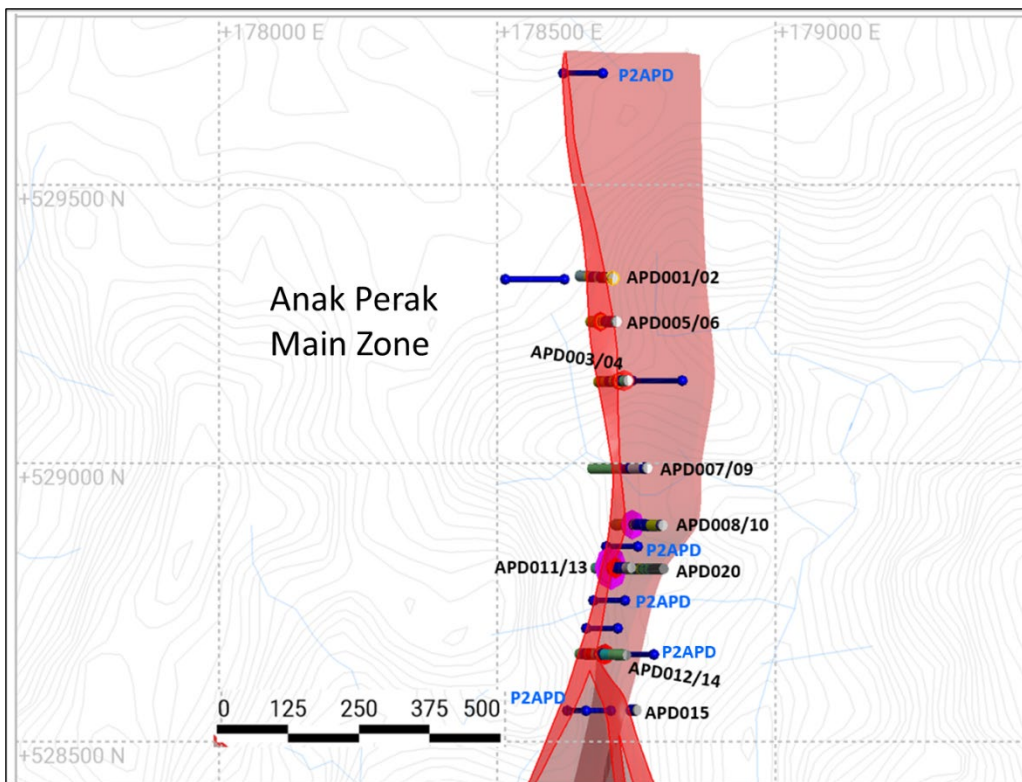 +178000 E
+178500 E
+179000 E
P2APD
+529500 N
APD001/02
Anak Perak
Main Zone
APD005/06
APD003/04
+529000 N
APD007/09
APD008/10
P2APD
APD011/13
APD020
P2APD
P2APD
APD012/14
P2APD
APD015
0 125 250 375 500
+528500 N